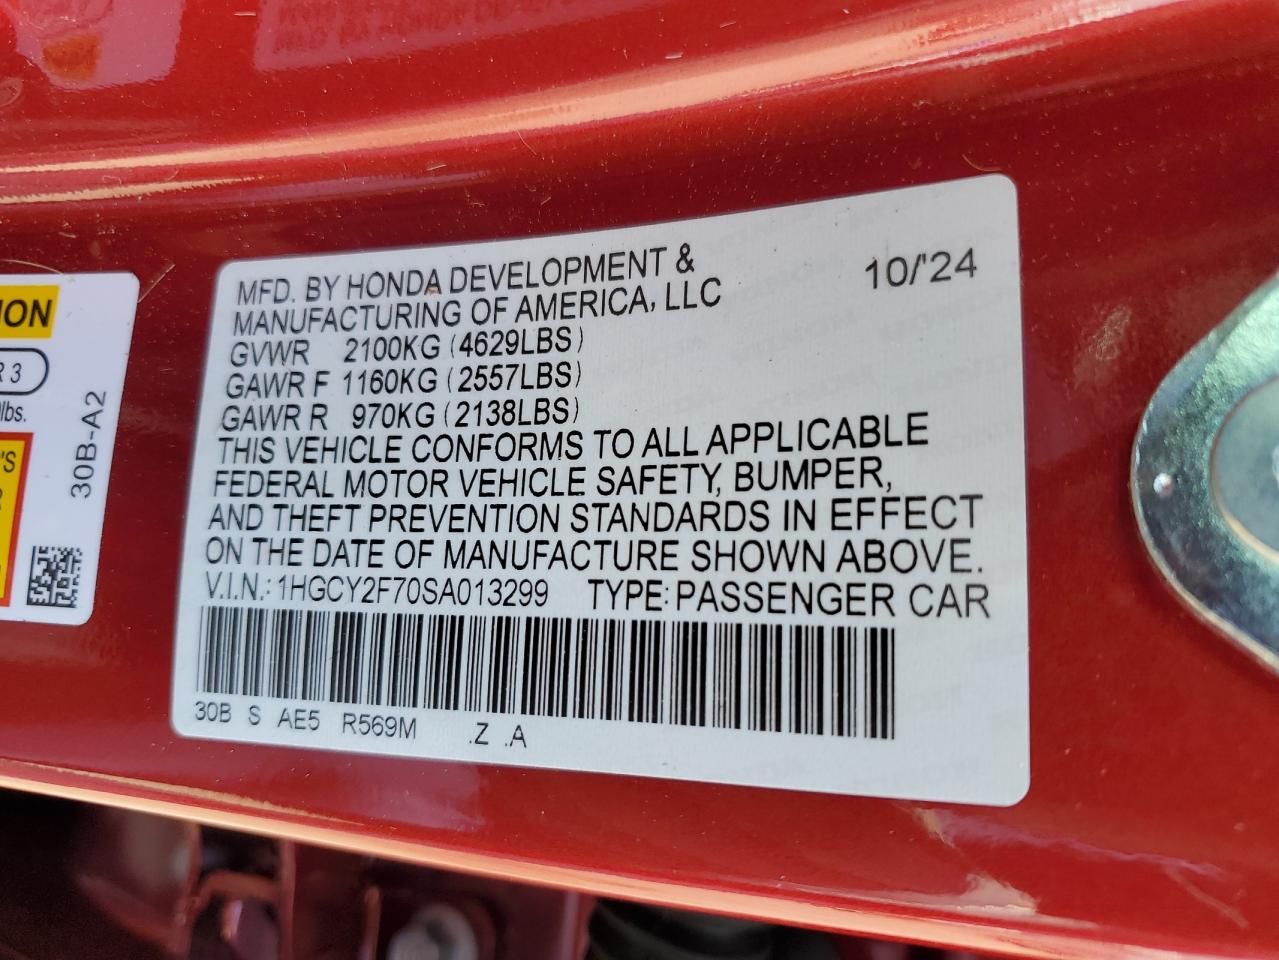 MFD. BY HONDA DEVELOPMENT & 10/'24
MANUFACTURING OF AMERICA, LLC
GVWR 2100KG (4629LBS)
GAWR F 1160KG (2557LBS)
GAWR R 970KG (2138LBS)
THIS VEHICLE CONFORMS TO ALL APPLICABLE
FEDERAL MOTOR VEHICLE SAFETY, BUMPER,
AND THEFT PREVENTION STANDARDS IN EFFECT
ON THE DATE OF MANUFACTURE SHOWN ABOVE.
V.I.N.: 1HGCY2F70SA013299 TYPE: PASSENGER CAR
30B S AE5 R569M .Z .A
30B-A2
lbs.